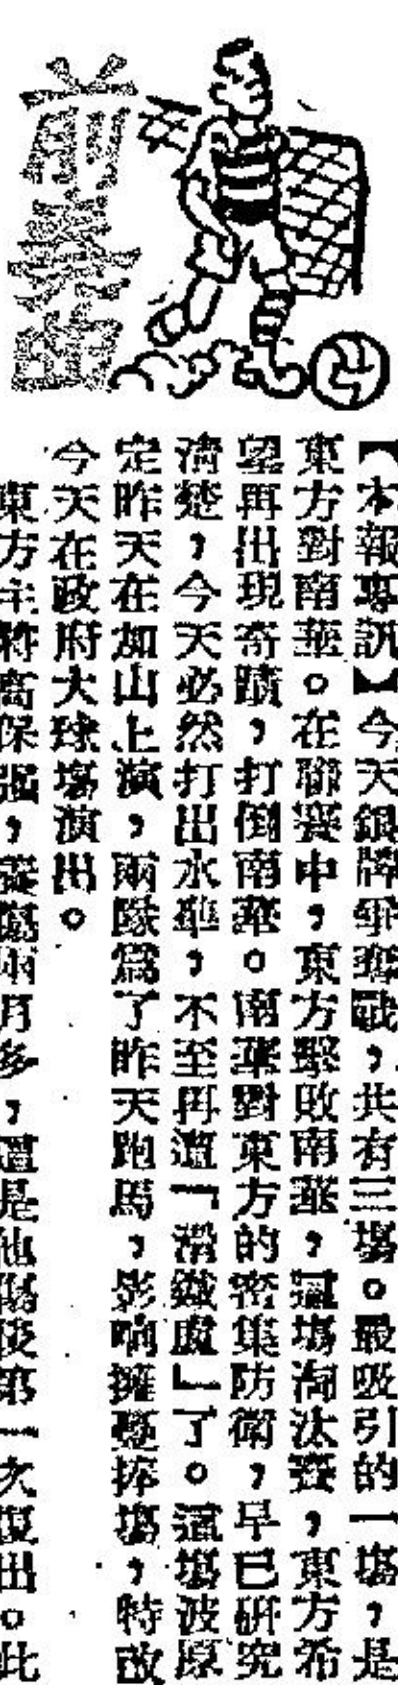 前奏曲
【本報專訊】今天銀牌爭奪戰，共有三場。最吸引的一場，是
東方對南華。在聯賽中，東方擊敗南華，這場淘汰賽，東方希
望再出現奇蹟，打倒南華。南華對東方的密集防衛，早已研究
清楚，今天必然打出水準，不至再遭「滑鐵盧」了。這場波原
定昨天在加山上演，兩隊爲了昨天跑馬，影响擁躉捧場，特改
今天在政府大球場演出。
東方主將高保強，養傷兩月多，這是他傷後第一次復出。此